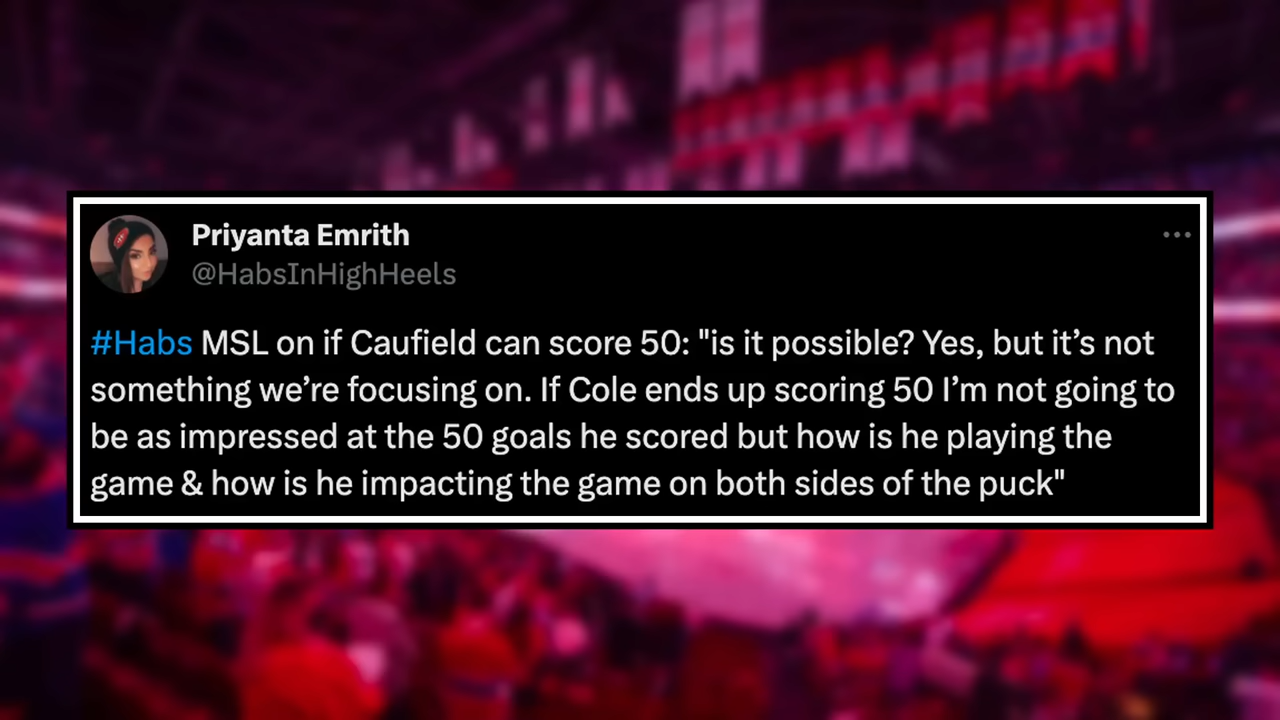 Priyanta Emrith
@HabsInHighHeels
#Habs MSL on if Caufield can score 50: "is it possible? Yes, but it’s not
something we’re focusing on. If Cole ends up scoring 50 I’m not going to
be as impressed at the 50 goals he scored but how is he playing the
game & how is he impacting the game on both sides of the puck"